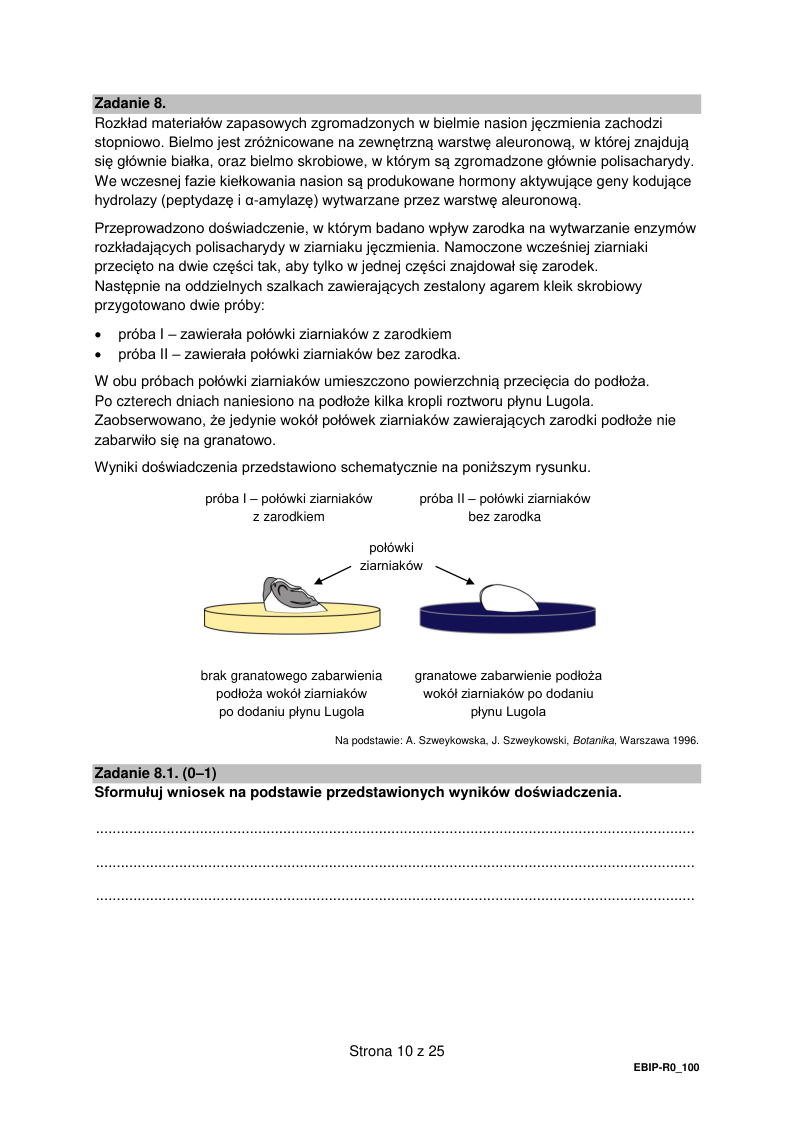 Zadanie 8.
Rozkład materiałów zapasowych zgromadzonych w bielmie nasion jęczmienia zachodzi
stopniowo. Bielmo jest zróżnicowane na zewnętrzną warstwę aleuronową, w której znajdują
się głównie białka, oraz bielmo skrobiowe, w którym są zgromadzone głównie polisacharydy.
We wczesnej fazie kiełkowania nasion są produkowane hormony aktywujące geny kodujące
hydrolazy (peptydazę i α-amylazę) wytwarzane przez warstwę aleuronową.
Przeprowadzono doświadczenie, w którym badano wpływ zarodka na wytwarzanie enzymów
rozkładających polisacharydy w ziarniaku jęczmienia. Namoczone wcześniej ziarniaki
przecięto na dwie części tak, aby tylko w jednej części znajdował się zarodek.
Następnie na oddzielnych szalkach zawierających zestalony agarem kleik skrobiowy
przygotowano dwie próby:
• próba I – zawierała połówki ziarniaków z zarodkiem
• próba II – zawierała połówki ziarniaków bez zarodka.
W obu próbach połówki ziarniaków umieszczono powierzchnią przecięcia do podłoża.
Po czterech dniach naniesiono na podłoże kilka kropli roztworu płynu Lugola.
Zaobserwowano, że jedynie wokół połówek ziarniaków zawierających zarodki podłoże nie
zabarwiło się na granatowo.
Wyniki doświadczenia przedstawiono schematycznie na poniższym rysunku.
próba I – połówki ziarniaków
z zarodkiem
próba II – połówki ziarniaków
bez zarodka
połówki
ziarniaków
brak granatowego zabarwienia
podłoża wokół ziarniaków
po dodaniu płynu Lugola
granatowe zabarwienie podłoża
wokół ziarniaków po dodaniu
płynu Lugola
Na podstawie: A. Szweykowska, J. Szweykowski, Botanika, Warszawa 1996.
Zadanie 8.1. (0–1)
Sformułuj wniosek na podstawie przedstawionych wyników doświadczenia.
Strona 10 z 25
EBIP-R0_100